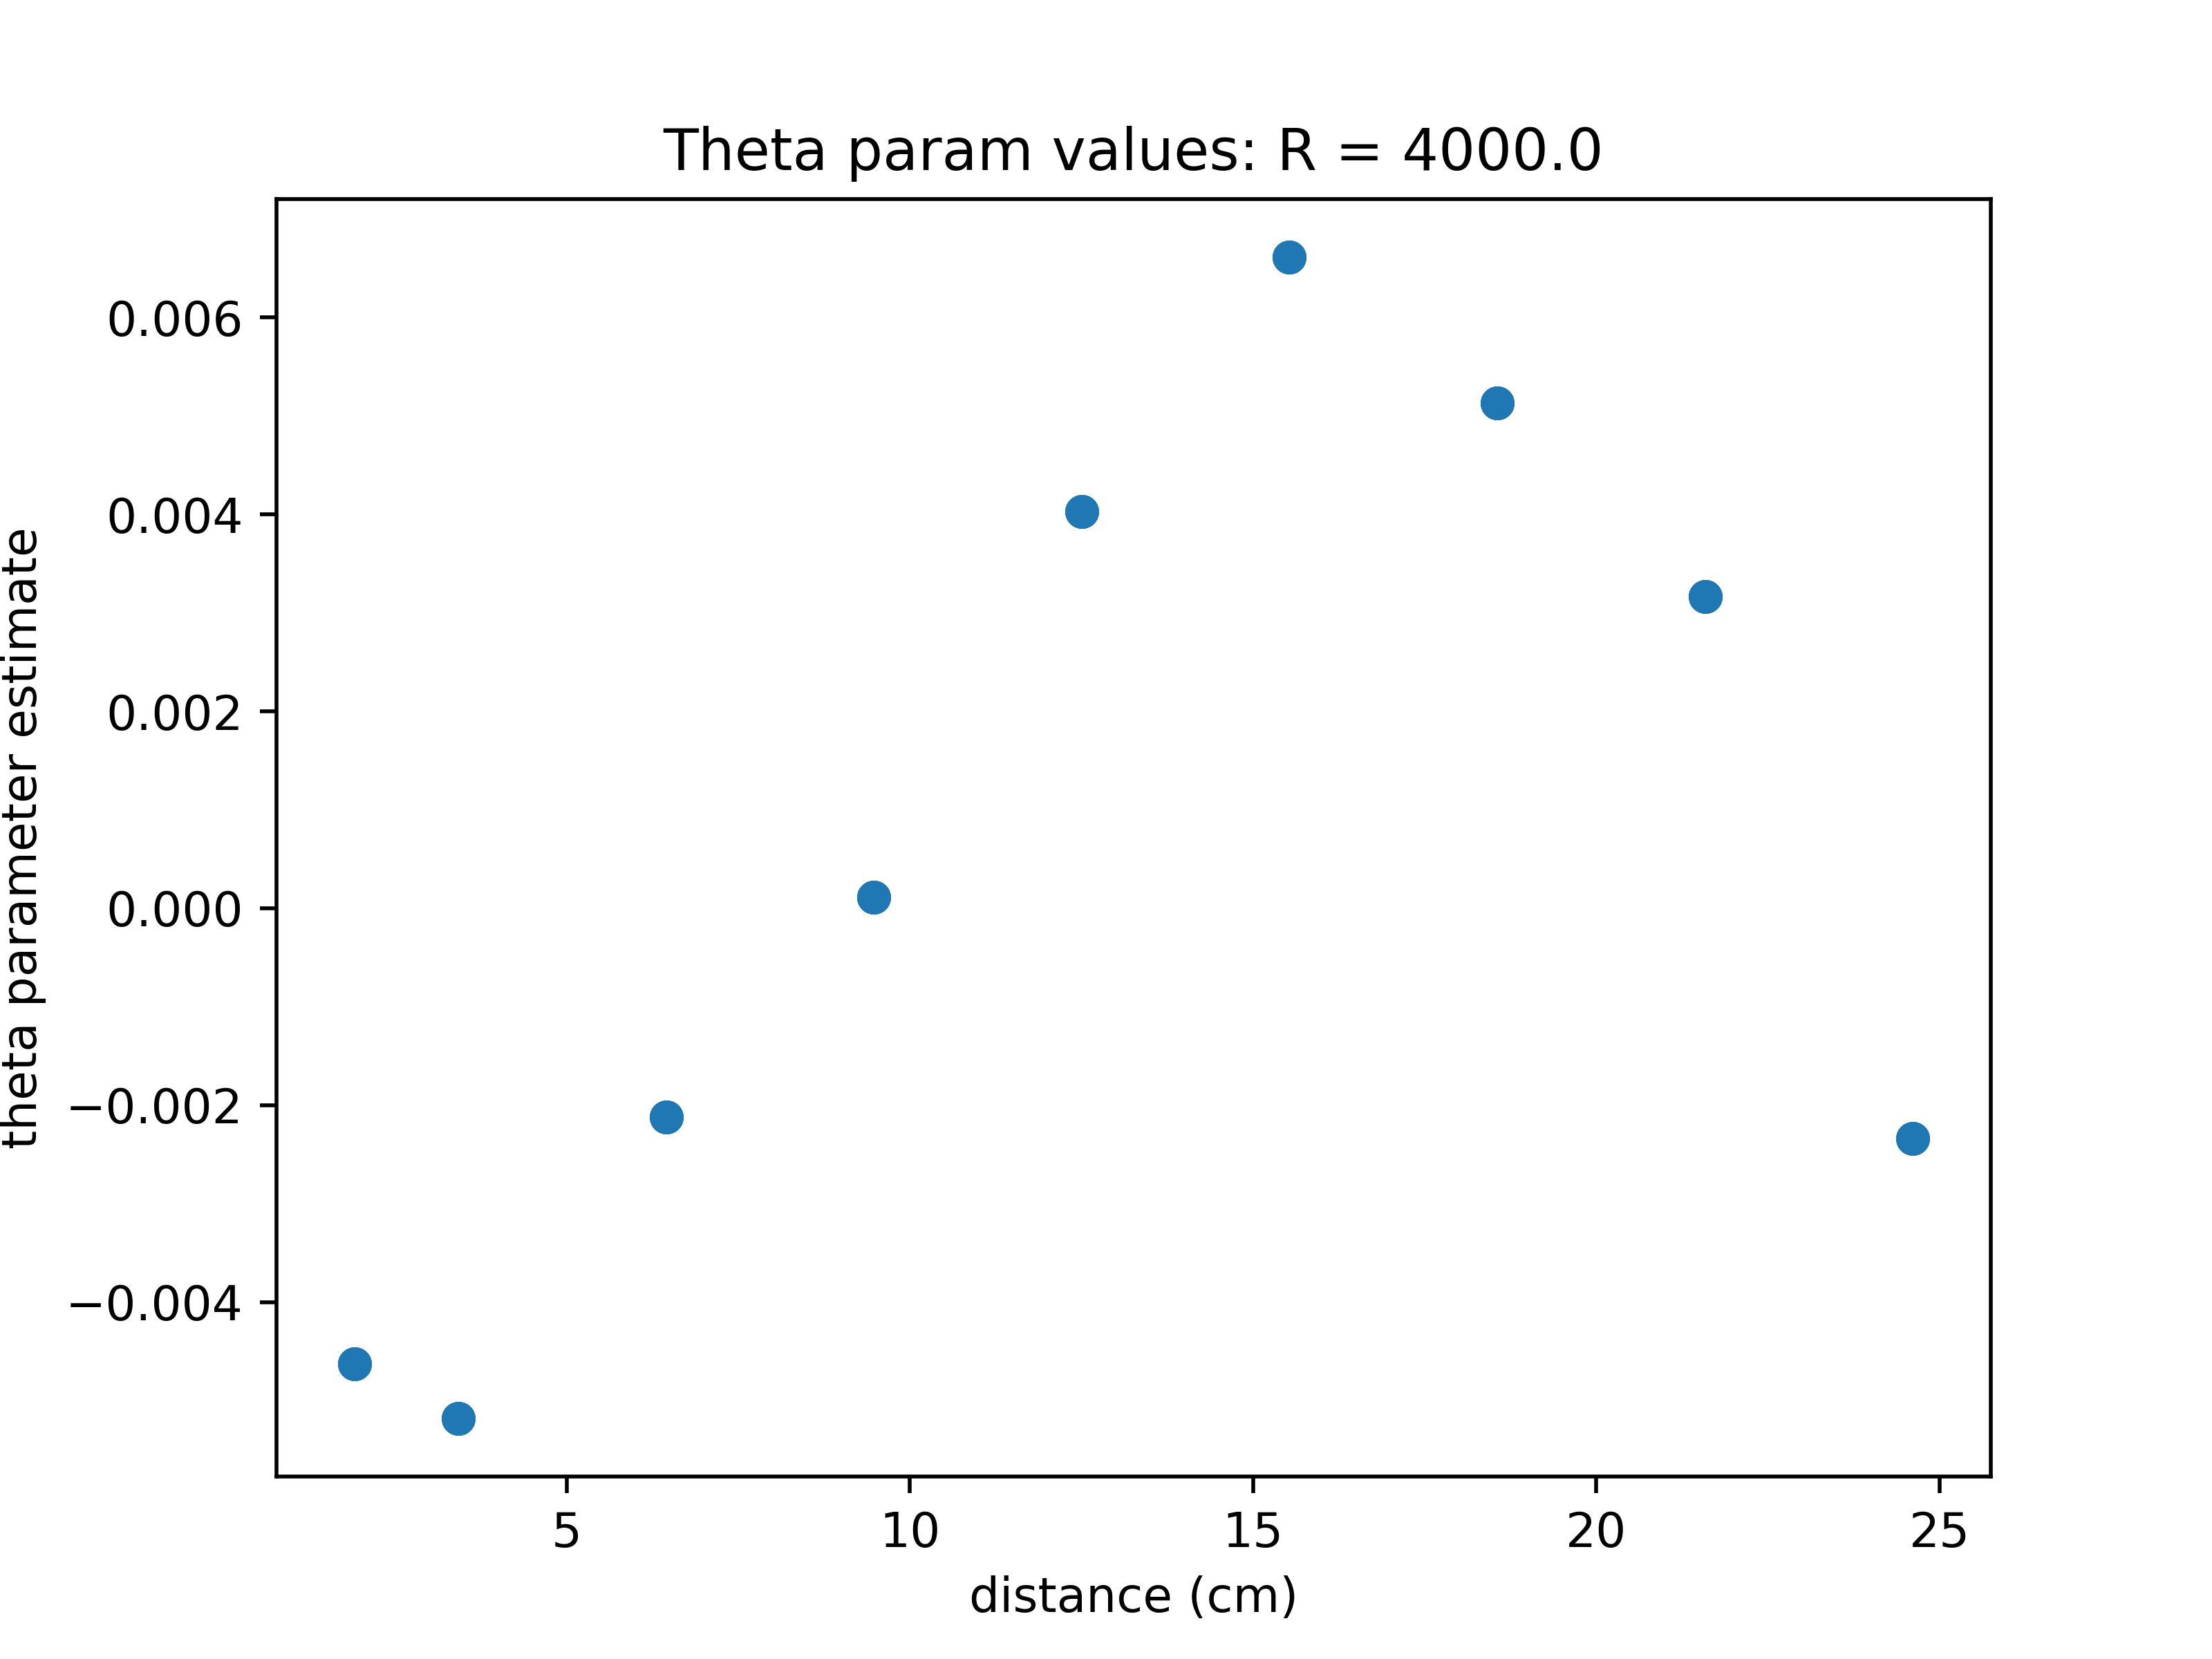 Theta param values: R = 4000.0
theta parameter estimate
0.006
0.004
0.002
0.000
−0.002
−0.004
5 10 15 20 25
distance (cm)